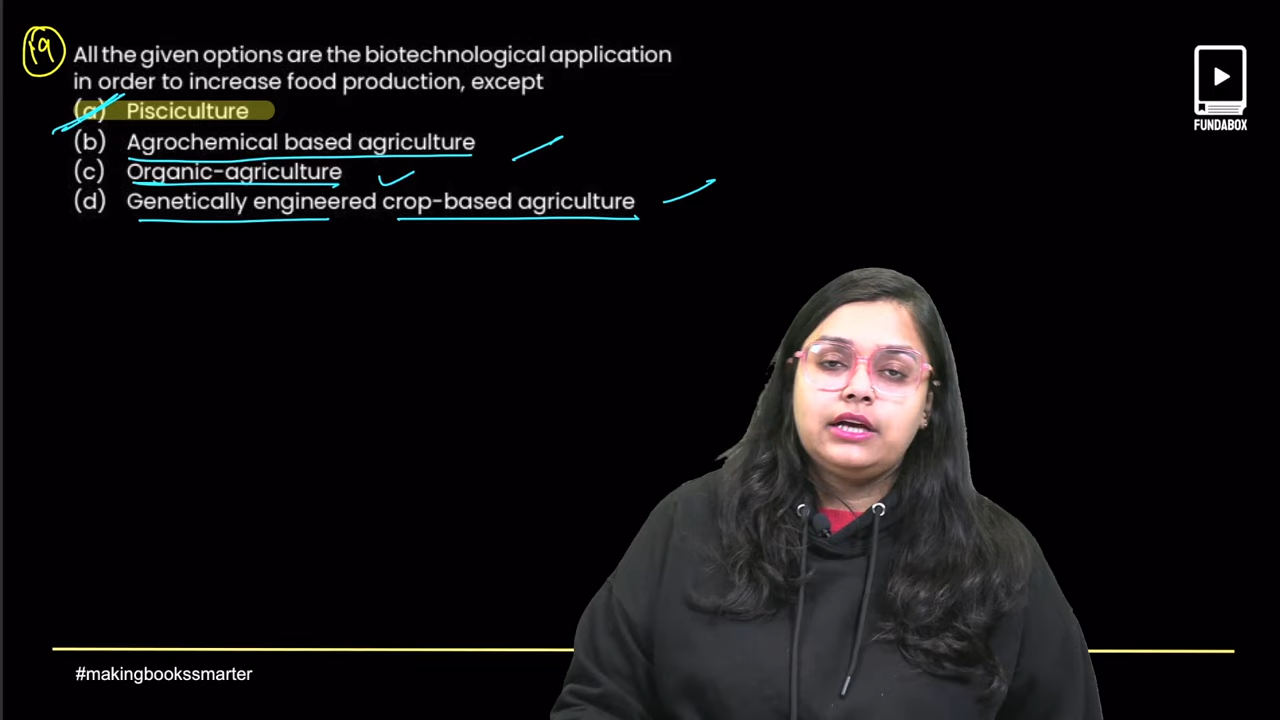 19
All the given options are the biotechnological application
in order to increase food production, except
(a) Pisciculture
(b) Agrochemical based agriculture
(c) Organic-agriculture
(d) Genetically engineered crop-based agriculture
FUNDABOX
#makingbookssmarter